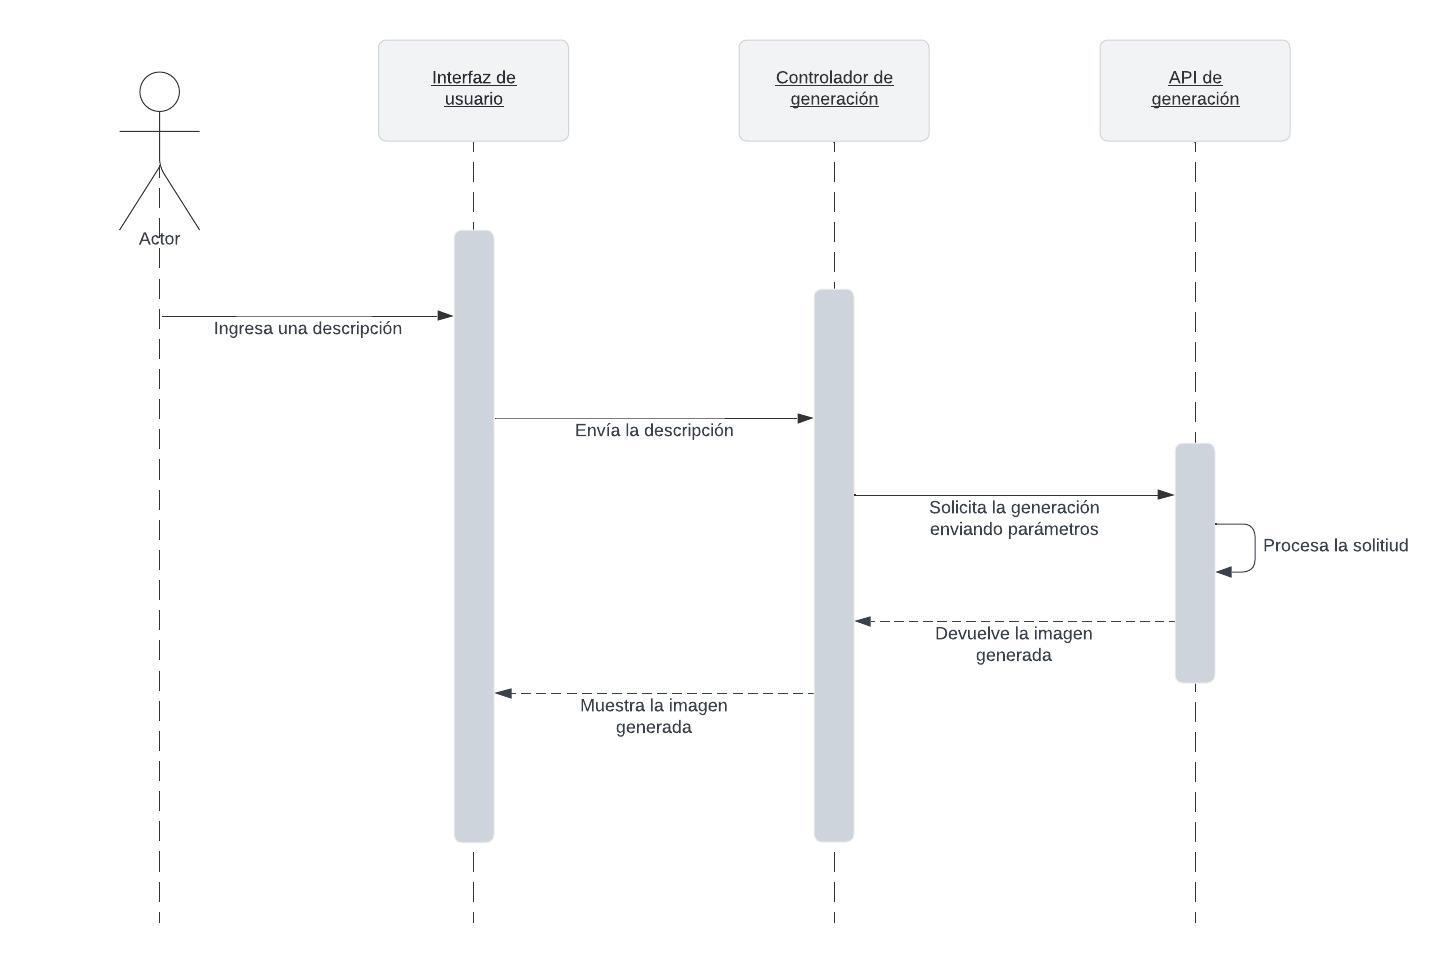 Interfaz de
usuario
Controlador de
generación
API de
generación
Actor
Ingresa una descripción
Envía la descripción
Solicita la generación
enviando parámetros
Procesa la solitiud
Devuelve la imagen
generada
Muestra la imagen
generada